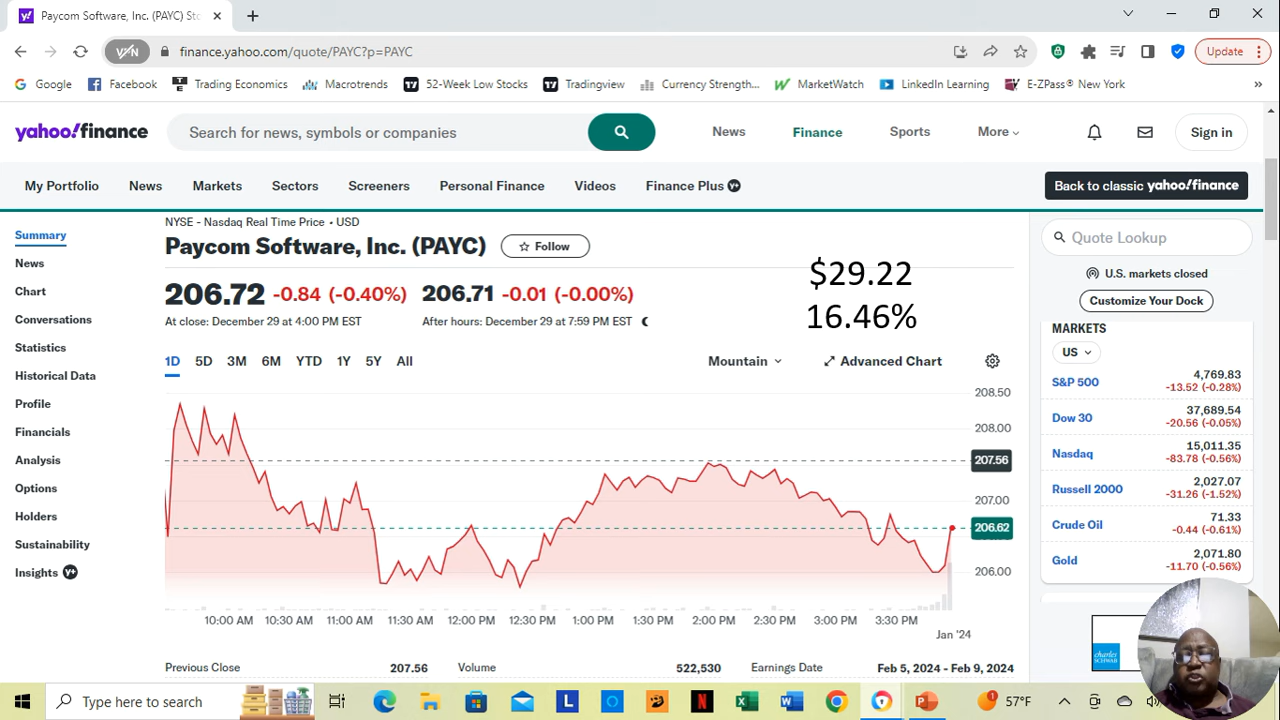 Paycom Software, Inc. (PAYC) Sto
finance.yahoo.com/quote/PAYC?p=PAYC
Update
Google Facebook Trading Economics Macrotrends 52-Week Low Stocks Tradingview Currency Strength... MarketWatch LinkedIn Learning E-ZPass® New York »
yahoo!finance Search for news, symbols or companies News Finance Sports More Sign in
My Portfolio News Markets Sectors Screeners Personal Finance Videos Finance Plus Back to classic yahoo!finance
NYSE - Nasdaq Real Time Price • USD
Paycom Software, Inc. (PAYC) Follow
206.72 -0.84 (-0.40%) 206.71 -0.01 (-0.00%)
At close: December 29 at 4:00 PM EST After hours: December 29 at 7:59 PM EST
$29.22
16.46%
1D 5D 3M 6M YTD 1Y 5Y All Mountain Advanced Chart
208.50
208.00
207.56
207.00
206.62
206.00
10:00 AM 10:30 AM 11:00 AM 11:30 AM 12:00 PM 12:30 PM 1:00 PM 1:30 PM 2:00 PM 2:30 PM 3:00 PM 3:30 PM
Jan '24
Previous Close 207.56 Volume 522,530 Earnings Date Feb 5, 2024 - Feb 9, 2024
Summary
News
Chart
Conversations
Statistics
Historical Data
Profile
Financials
Analysis
Options
Holders
Sustainability
Insights
Quote Lookup
U.S. markets closed
Customize Your Dock
MARKETS
US
S&P 500 4,769.83
-13.52 (-0.28%)
Dow 30 37,689.54
-20.56 (-0.05%)
Nasdaq 15,011.35
-83.78 (-0.56%)
Russell 2000 2,027.07
-31.26 (-1.52%)
Crude Oil 71.33
-0.44 (-0.61%)
Gold 2,071.80
-11.70 (-0.56%)
charles
SCHWAB
Type here to search
57°F